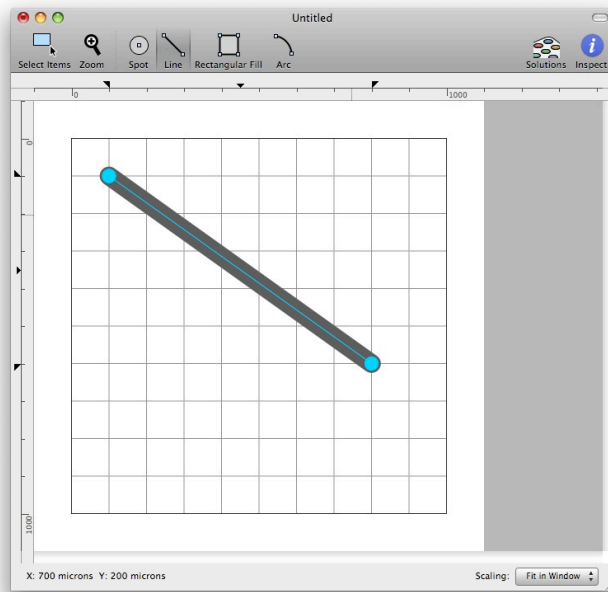 Untitled
Select Items Zoom Spot Line Rectangular Fill Arc Solutions Inspect
0 1000
0
1000
X: 700 microns Y: 200 microns Scaling: Fit in Window